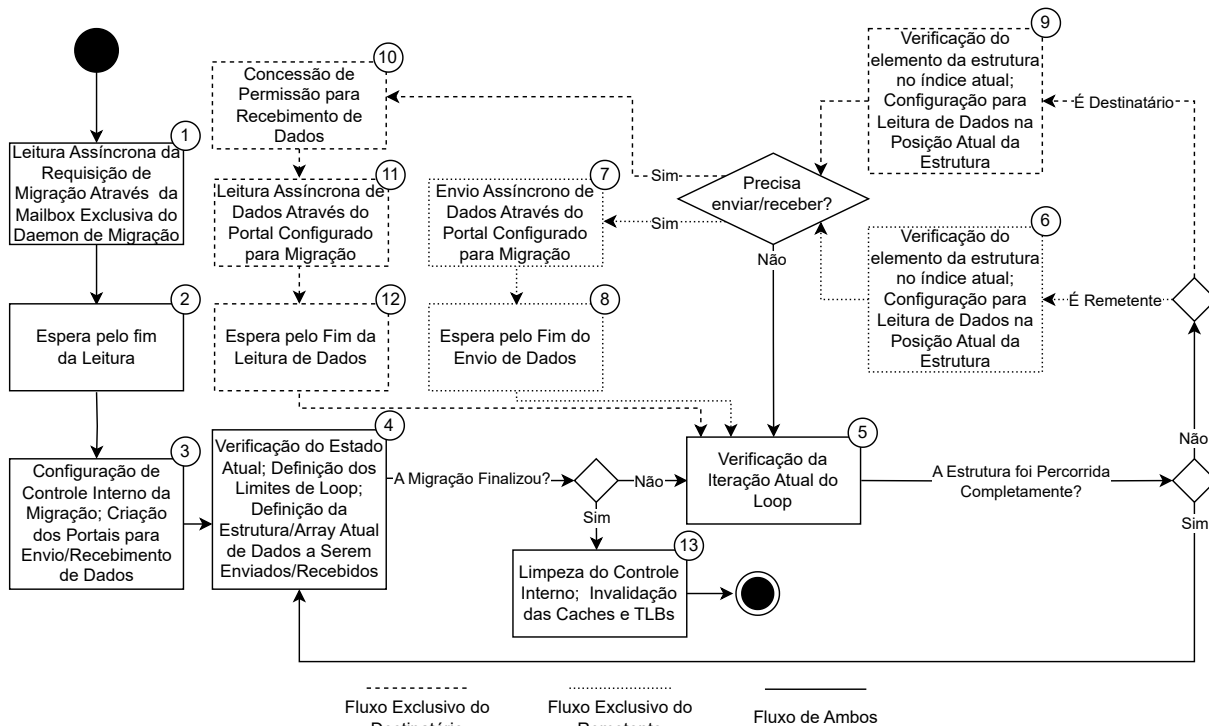 1
Leitura Assíncrona da
Requisição de
Migração Através da
Mailbox Exclusiva do
Daemon de Migração
2
Espera pelo fim
da Leitura
3
Configuração de
Controle Interno da
Migração; Criação
dos Portais para
Envio/Recebimento
de Dados
4
Verificação do Estado
Atual; Definição dos
Limites de Loop;
Definição da
Estrutura/Array Atual
de Dados a Serem
Enviados/Recebidos
A Migração Finalizou?
Não
Sim
5
Verificação da
Iteração Atual do
Loop
A Estrutura foi Percorrida
Completamente?
Não
Sim
É Remetente
É Destinatário
6
Verificação do
elemento da estrutura
no índice atual;
Configuração para
Leitura de Dados na
Posição Atual da
Estrutura
9
Verificação do
elemento da estrutura
no índice atual;
Configuração para
Leitura de Dados na
Posição Atual da
Estrutura
Precisa
enviar/receber?
Sim
Sim
Não
7
Envio Assíncrono de
Dados Através do
Portal Configurado
para Migração
8
Espera pelo Fim do
Envio de Dados
10
Concessão de
Permissão para
Recebimento de
Dados
11
Leitura Assíncrona de
Dados Através do
Portal Configurado
para Migração
12
Espera pelo Fim da
Leitura de Dados
13
Limpeza do Controle
Interno; Invalidação
das Caches e TLBs
Fluxo Exclusivo do
Fluxo Exclusivo do
Fluxo de Ambos